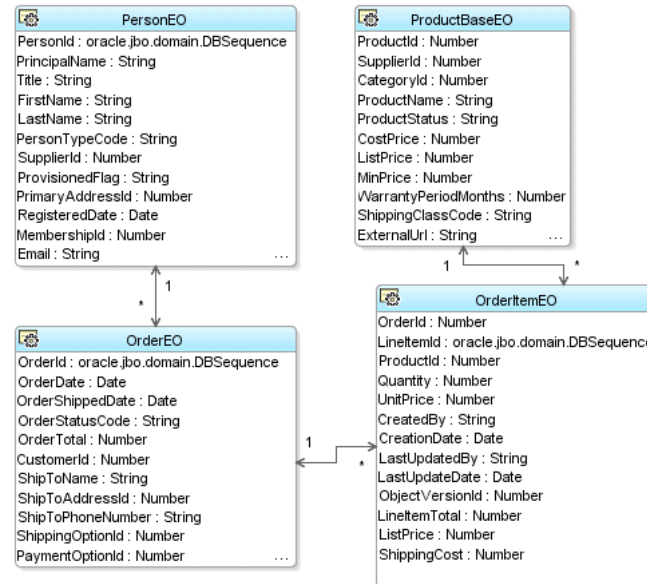 PersonEO
PersonId : oracle.jbo.domain.DBSequence
PrincipalName : String
Title : String
FirstName : String
LastName : String
PersonTypeCode : String
SupplierId : Number
ProvisionedFlag : String
PrimaryAddressId : Number
RegisteredDate : Date
MembershipId : Number
Email : String ...
ProductBaseEO
ProductId : Number
SupplierId : Number
CategoryId : Number
ProductName : String
ProductStatus : String
CostPrice : Number
ListPrice : Number
MinPrice : Number
WarrantyPeriodMonths : Number
ShippingClassCode : String
ExternalUrl : String ...
1
*
1
*
OrderEO
OrderId : oracle.jbo.domain.DBSequence
OrderDate : Date
OrderShippedDate : Date
OrderStatusCode : String
OrderTotal : Number
CustomerId : Number
ShipToName : String
ShipToAddressId : Number
ShipToPhoneNumber : String
ShippingOptionId : Number
PaymentOptionId : Number ...
1
*
OrderItemEO
OrderId : Number
LineItemId : oracle.jbo.domain.DBSequence
ProductId : Number
Quantity : Number
UnitPrice : Number
CreatedBy : String
CreationDate : Date
LastUpdatedBy : String
LastUpdateDate : Date
ObjectVersionId : Number
LineItemTotal : Number
ListPrice : Number
ShippingCost : Number